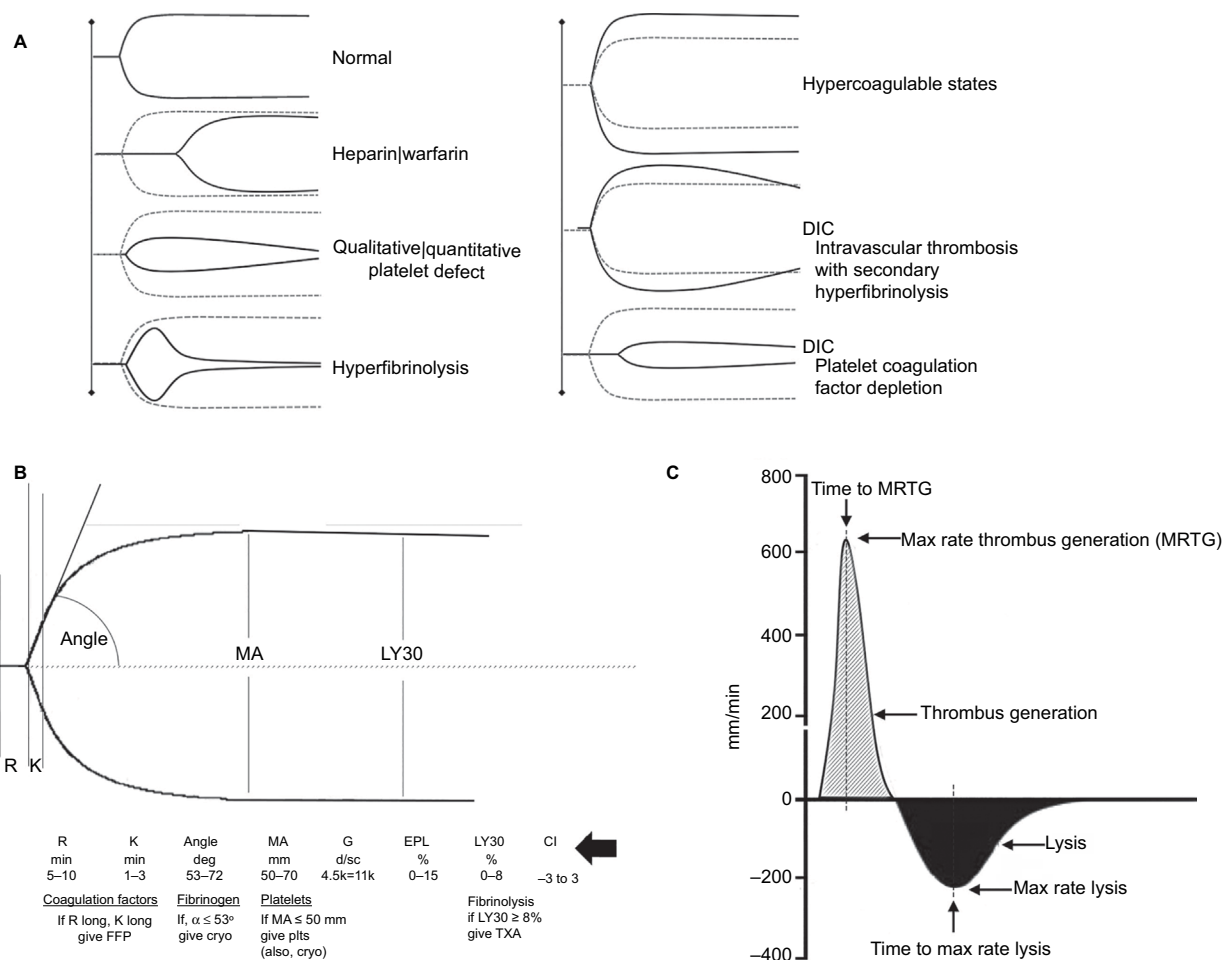 A
Normal
Heparin|warfarin
Qualitative|quantitative
platelet defect
Hyperfibrinolysis
Hypercoagulable states
DIC
Intravascular thrombosis
with secondary
hyperfibrinolysis
DIC
Platelet coagulation
factor depletion
B
Angle
MA
LY30
R K
R K Angle MA G EPL LY30 CI
min min deg mm d/sc % %
5–10 1–3 53–72 50–70 4.5k=11k 0–15 0–8 –3 to 3
Coagulation factors Fibrinogen Platelets Fibrinolysis
If R long, K long If, α ≤ 53° If MA ≤ 50 mm if LY30 ≥ 8%
give FFP give cryo give plts give TXA
(also, cryo)
C
800
Time to MRTG
Max rate thrombus generation (MRTG)
600
400
200
Thrombus generation
mm/min
0
Lysis
–200
Max rate lysis
Time to max rate lysis
–400